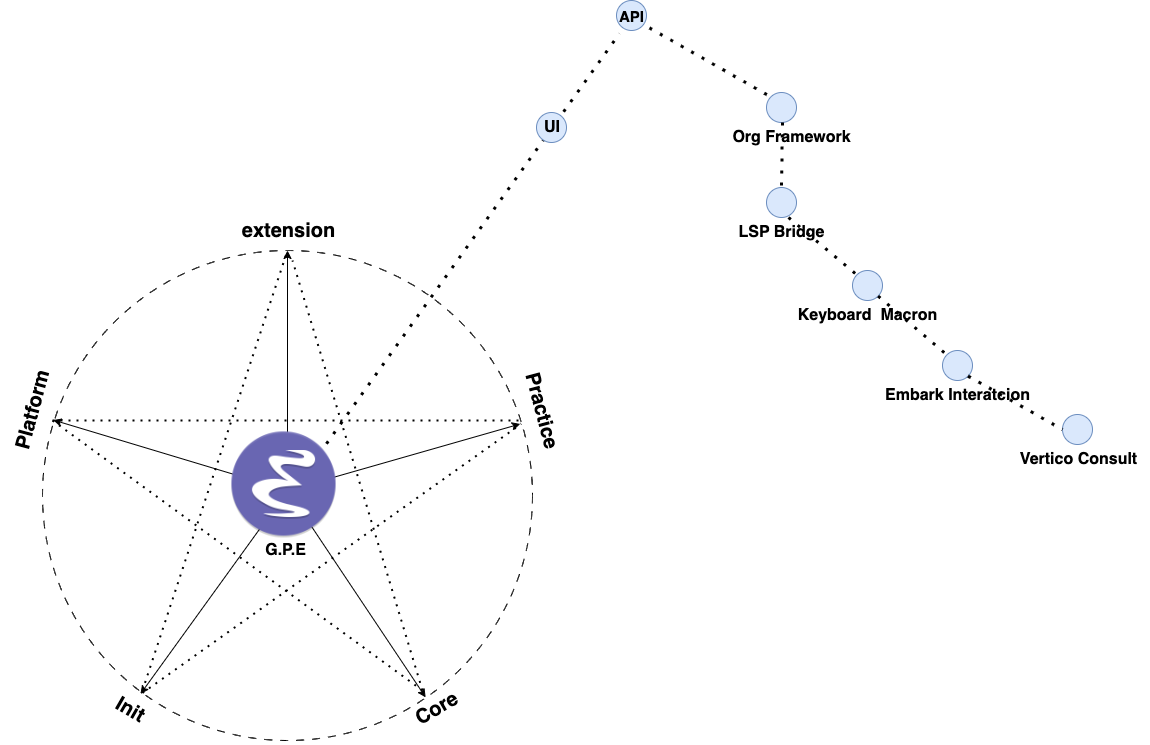 API
UI
Org Framework
LSP Bridge
extension
Keyboard  Macron
Platform
Practice
Embark Interatcion
Vertico Consult
G.P.E
Init
Core